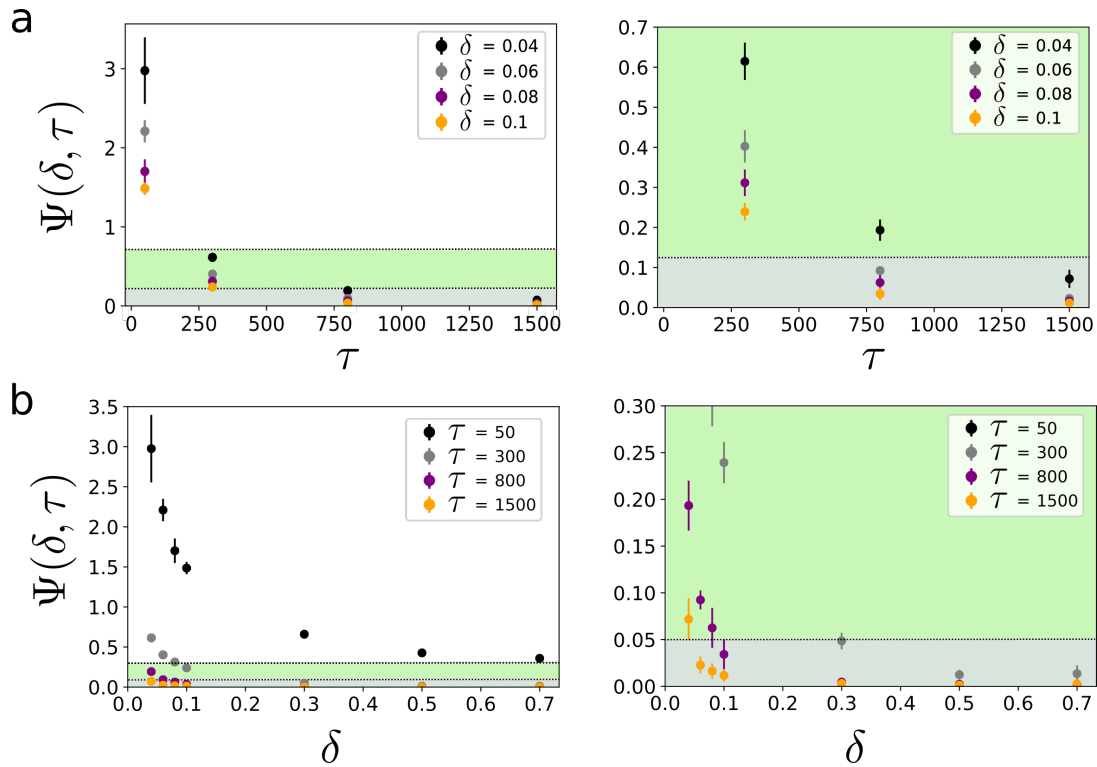 a
Ψ(δ, τ)
3
2
1
0
0 250 500 750 1000 1250 1500
τ
δ = 0.04
δ = 0.06
δ = 0.08
δ = 0.1
0.7
0.6
0.5
0.4
0.3
0.2
0.1
0.0
0 250 500 750 1000 1250 1500
τ
δ = 0.04
δ = 0.06
δ = 0.08
δ = 0.1
b
Ψ(δ, τ)
3.5
3.0
2.5
2.0
1.5
1.0
0.5
0.0
0.0 0.1 0.2 0.3 0.4 0.5 0.6 0.7
δ
τ = 50
τ = 300
τ = 800
τ = 1500
0.30
0.25
0.20
0.15
0.10
0.05
0.00
0.0 0.1 0.2 0.3 0.4 0.5 0.6 0.7
δ
τ = 50
τ = 300
τ = 800
τ = 1500